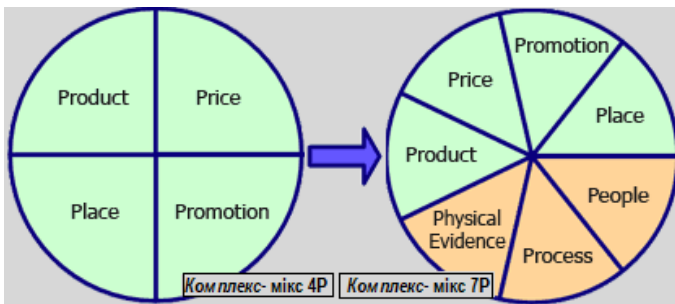 Product
Price
Place
Promotion
Promotion
Price
Place
Product
People
Physical
Evidence
Process
Комплекс- мікс 4P
Комплекс- мікс 7P